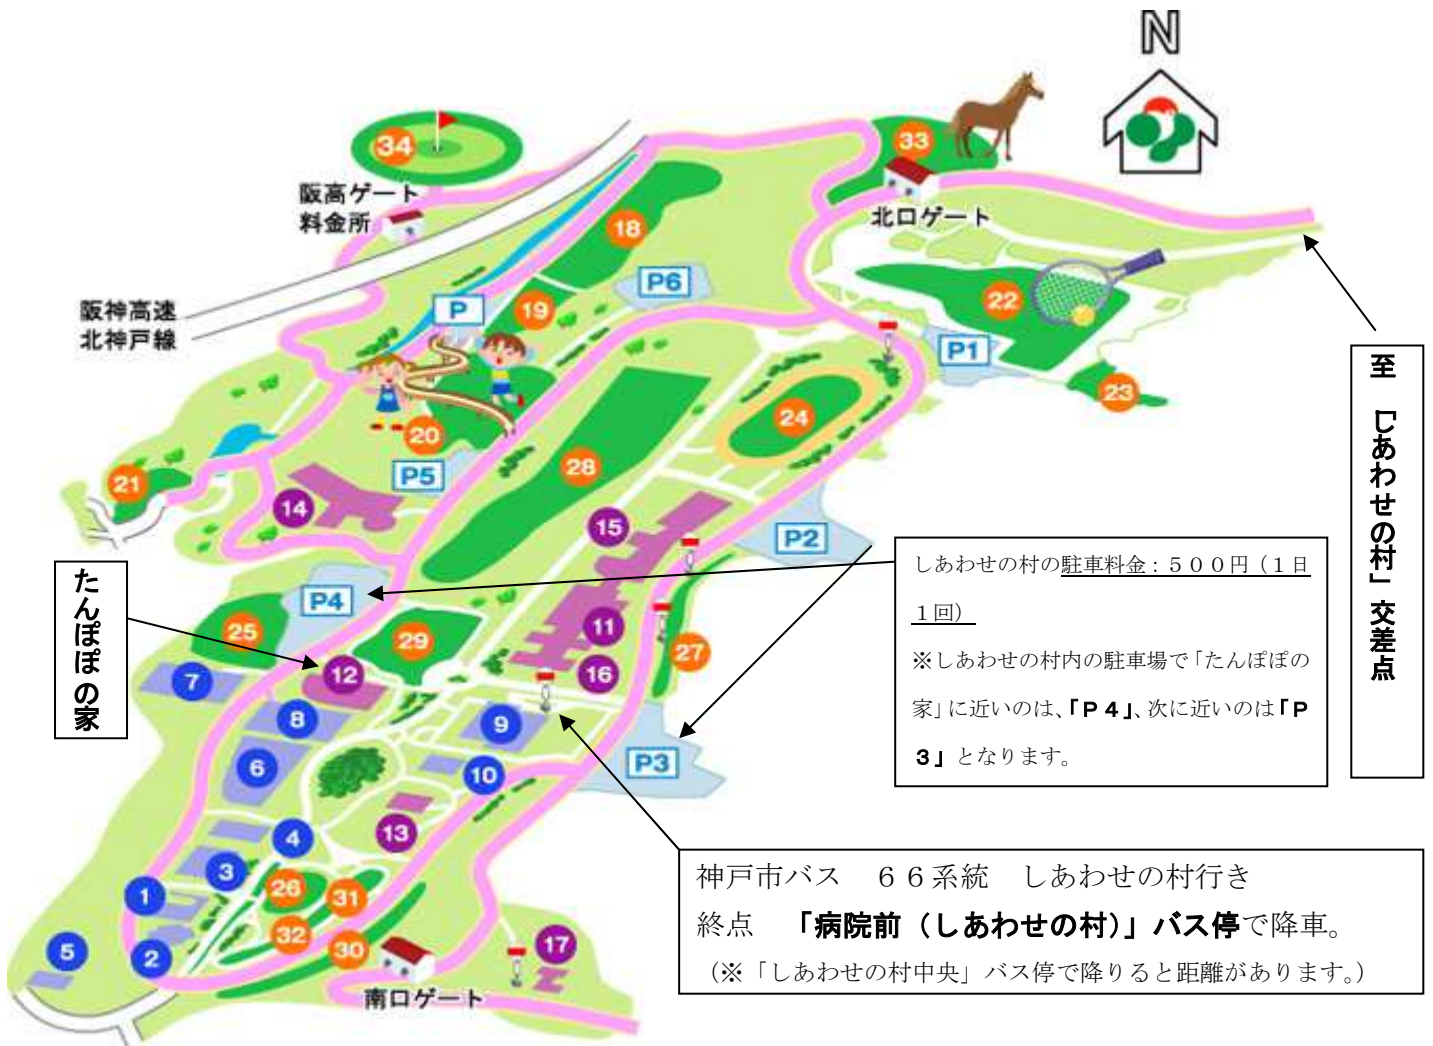 N
34
33
阪高ゲート
料金所
北口ゲート
18
P6
22
阪神高速
北神戸線
P
19
P1
23
24
20
28
P5
21
14
15
P2
至 「しあわせの村」交差点
たんぽぽの家
P4
25
29
11
27
12
16
7
8
9
6
10
P3
しあわせの村の駐車料金：５００円（１日
１回）
※しあわせの村内の駐車場で「たんぽぽの
家」に近いのは、「Ｐ４」、次に近いのは「Ｐ
３」となります。
4
13
3
1
26
31
32
30
5
2
17
南口ゲート
神戸市バス　６６系統　しあわせの村行き
終点　「病院前（しあわせの村）」バス停で降車。
（※「しあわせの村中央」バス停で降りると距離があります。）